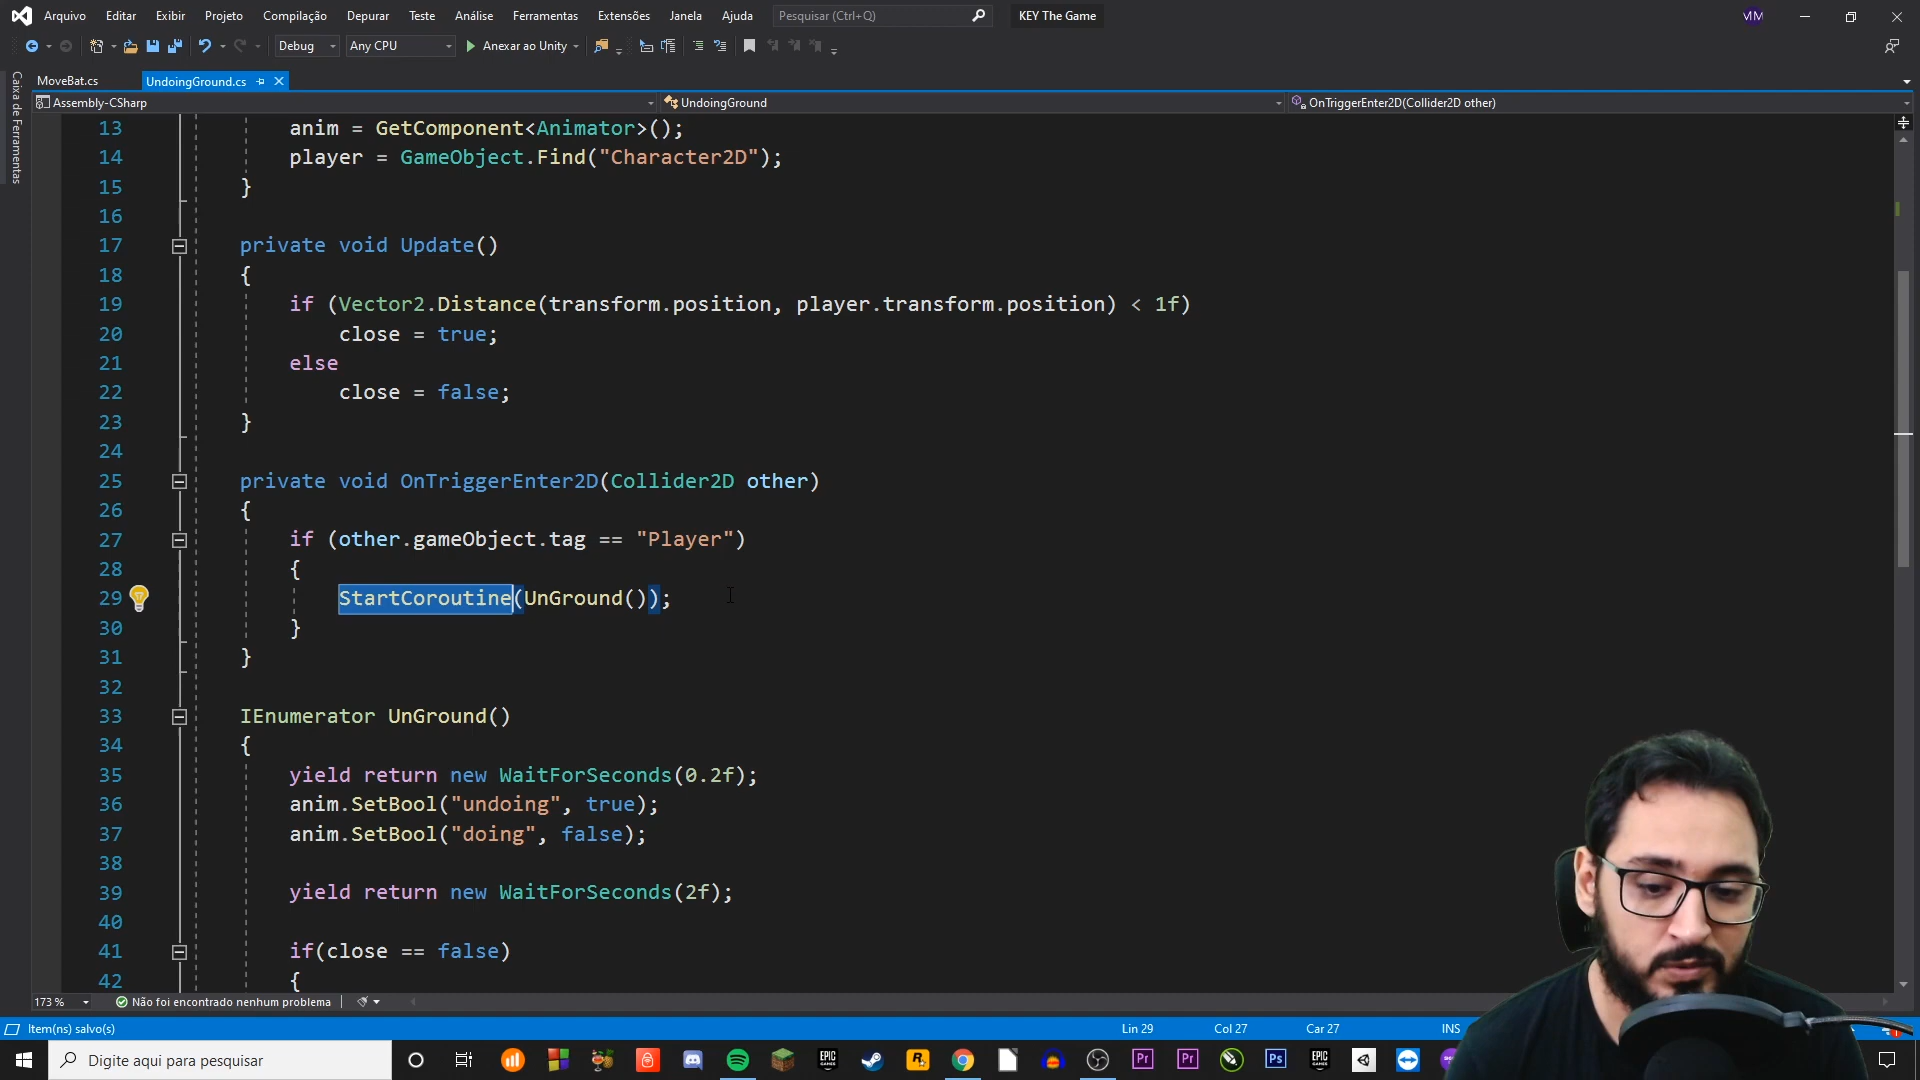 Arquivo Editar Exibir Projeto Compilação Depurar Teste Análise Ferramentas Extensões Janela Ajuda Pesquisar (Ctrl+Q) KEY The Game
Debug Any CPU Anexar ao Unity
MoveBat.cs UndoingGround.cs
Assembly-CSharp UndoingGround OnTriggerEnter2D(Collider2D other)
Caixa de Ferramentas
13 anim = GetComponent<Animator>();
14 player = GameObject.Find("Character2D");
15 }
16
17 private void Update()
18 {
19 if (Vector2.Distance(transform.position, player.transform.position) < 1f)
20 close = true;
21 else
22 close = false;
23 }
24
25 private void OnTriggerEnter2D(Collider2D other)
26 {
27 if (other.gameObject.tag == "Player")
28 {
29 StartCoroutine(UnGround());
30 }
31 }
32
33 IEnumerator UnGround()
34 {
35 yield return new WaitForSeconds(0.2f);
36 anim.SetBool("undoing", true);
37 anim.SetBool("doing", false);
38
39 yield return new WaitForSeconds(2f);
40
41 if(close == false)
42 {
173 % Não foi encontrado nenhum problema
Item(ns) salvo(s) Lin 29 Col 27 Car 27 INS
Digite aqui para pesquisar